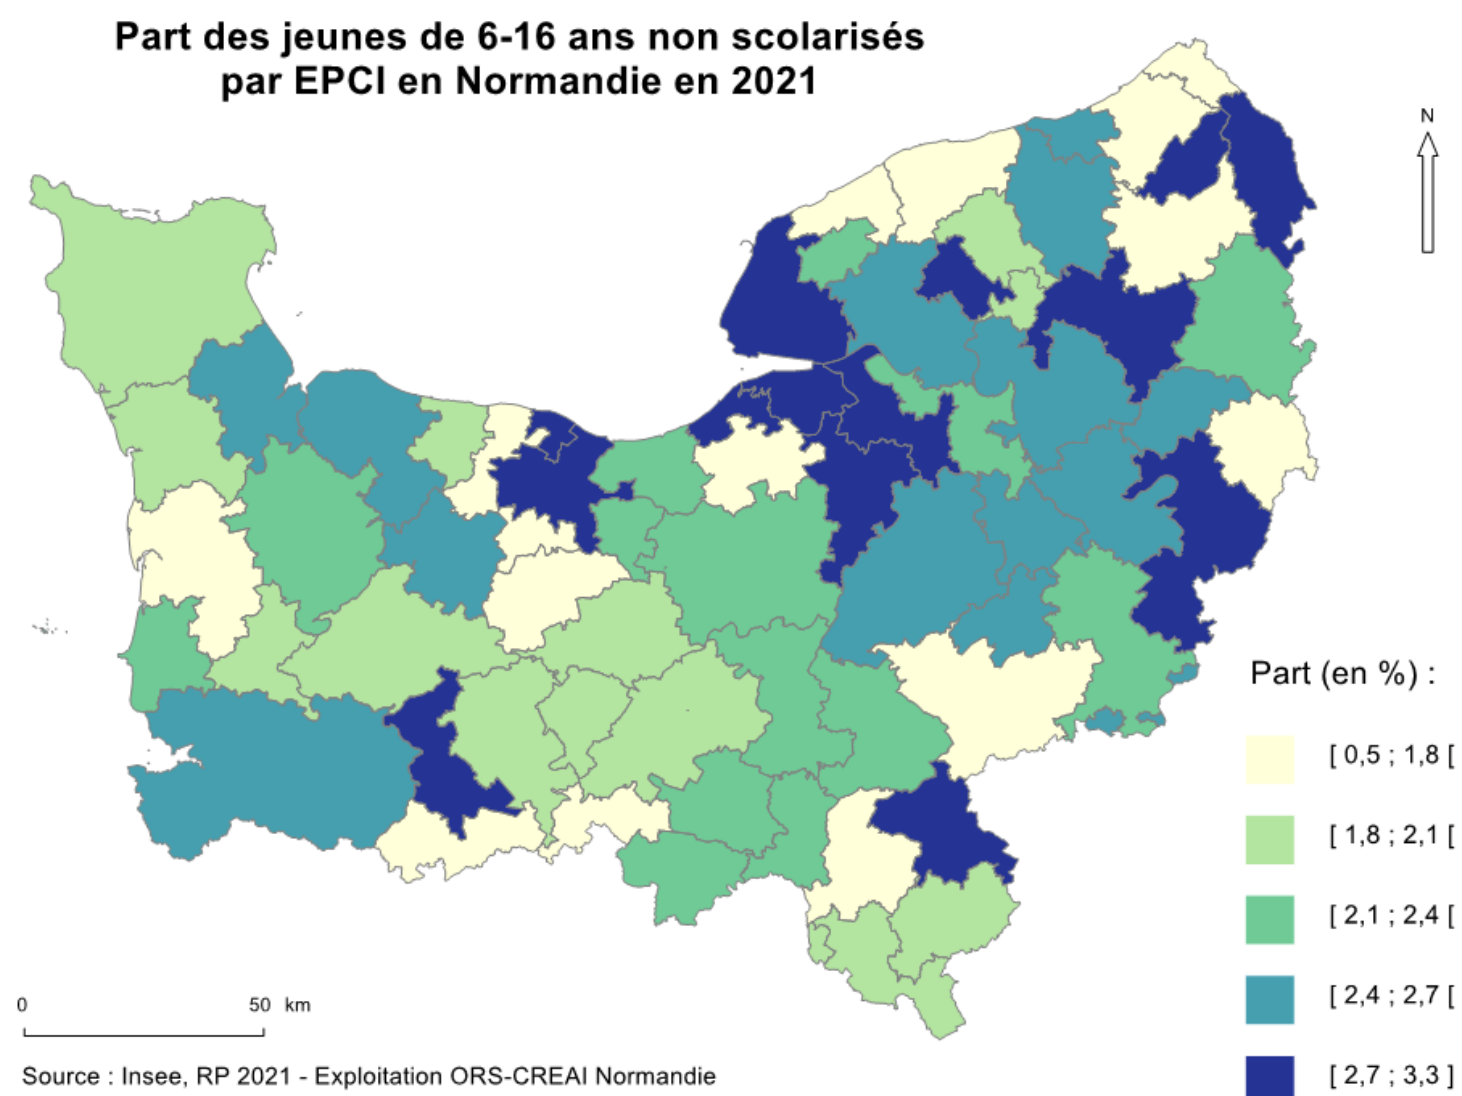 Part des jeunes de 6-16 ans non scolarisés
par EPCI en Normandie en 2021
N
Part (en %) :
[ 0,5 ; 1,8 [
[ 1,8 ; 2,1 [
[ 2,1 ; 2,4 [
[ 2,4 ; 2,7 [
[ 2,7 ; 3,3 ]
0 50 km
Source : Insee, RP 2021 - Exploitation ORS-CREAI Normandie